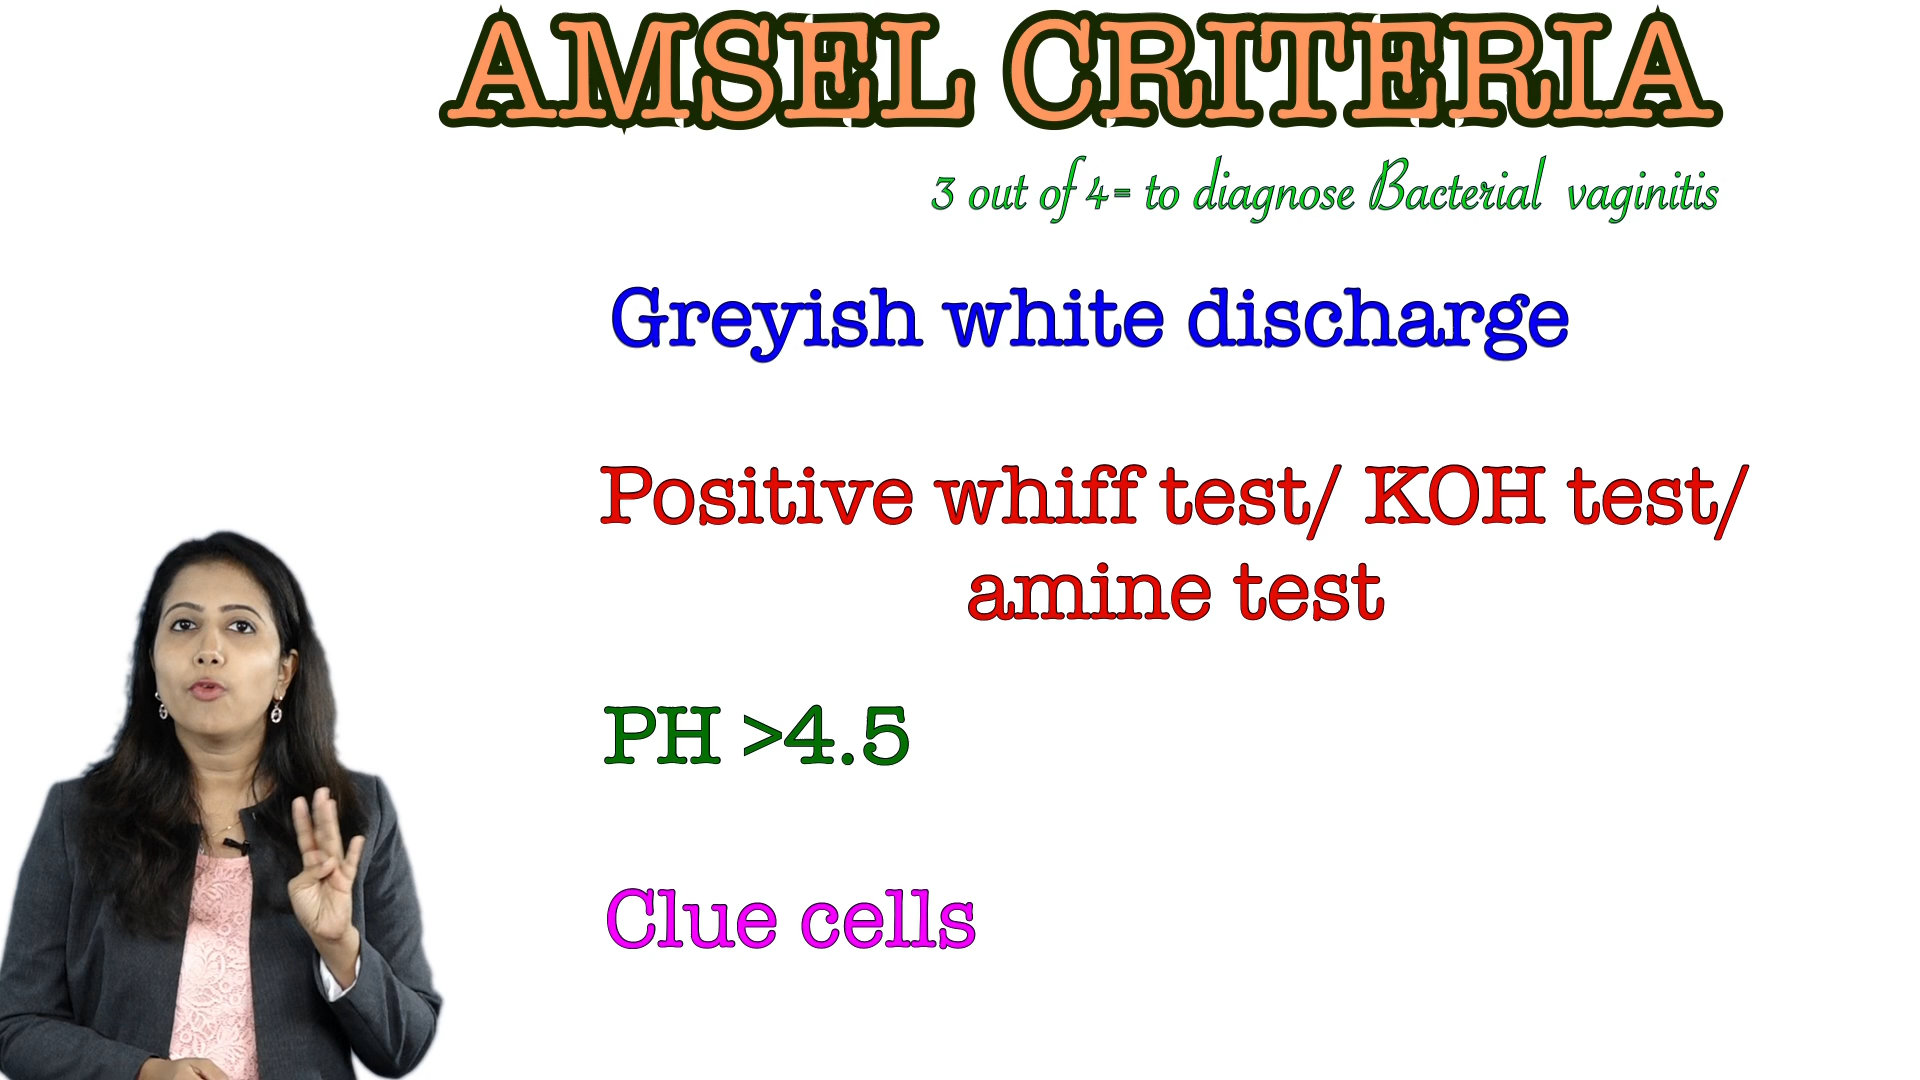 AMSEL CRITERIA
3 out of 4= to diagnose Bacterial vaginitis
Greyish white discharge
Positive whiff test/ KOH test/
amine test
PH >4.5
Clue cells